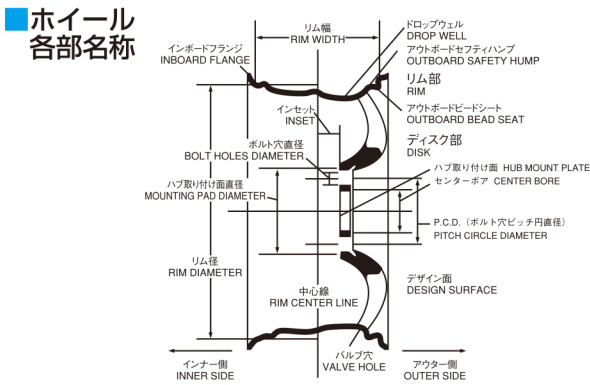 ホイール
各部名称
リム幅
RIM WIDTH
ドロップウェル
DROP WELL
インボードフランジ
INBOARD FLANGE
アウトボードセフティハンプ
OUTBOARD SAFETY HUMP
リム部
RIM
アウトボードビードシート
OUTBOARD BEAD SEAT
インセット
INSET
ディスク部
DISK
ボルト穴直径
BOLT HOLES DIAMETER
ハブ取り付け面 HUB MOUNT PLATE
センターボア CENTER BORE
ハブ取り付け面直径
MOUNTING PAD DIAMETER
P.C.D.（ボルト穴ピッチ円直径）
PITCH CIRCLE DIAMETER
リム径
RIM DIAMETER
中心線
RIM CENTER LINE
デザイン面
DESIGN SURFACE
バルブ穴
VALVE HOLE
インナー側
INNER SIDE
アウター側
OUTER SIDE